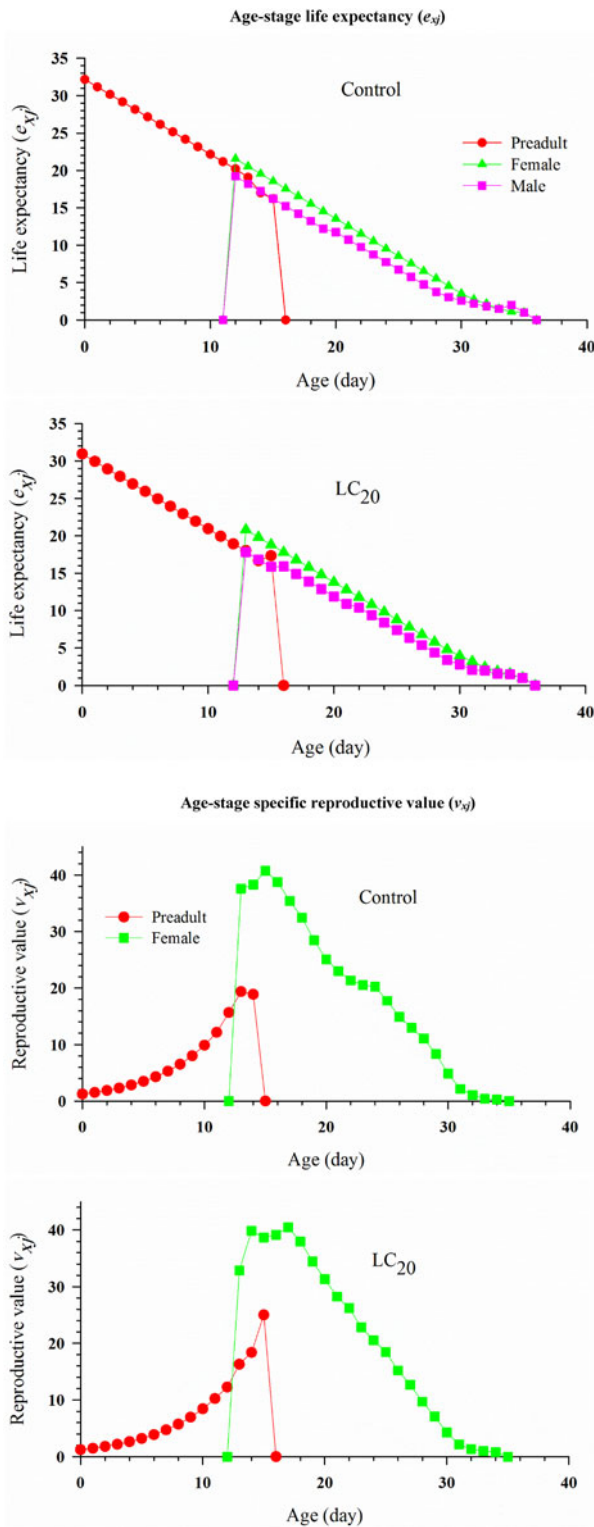 Age-stage life expectancy (exj)
Control
Preadult
Female
Male
Life expectancy (exj)
35
30
25
20
15
10
5
0
0 10 20 30 40
Age (day)
LC20
Life expectancy (exj)
35
30
25
20
15
10
5
0
0 10 20 30 40
Age (day)
Age-stage specific reproductive value (vxj)
Control
Preadult
Female
Reproductive value (vxj)
40
30
20
10
0
0 10 20 30 40
Age (day)
LC20
Reproductive value (vxj)
40
30
20
10
0
0 10 20 30 40
Age (day)